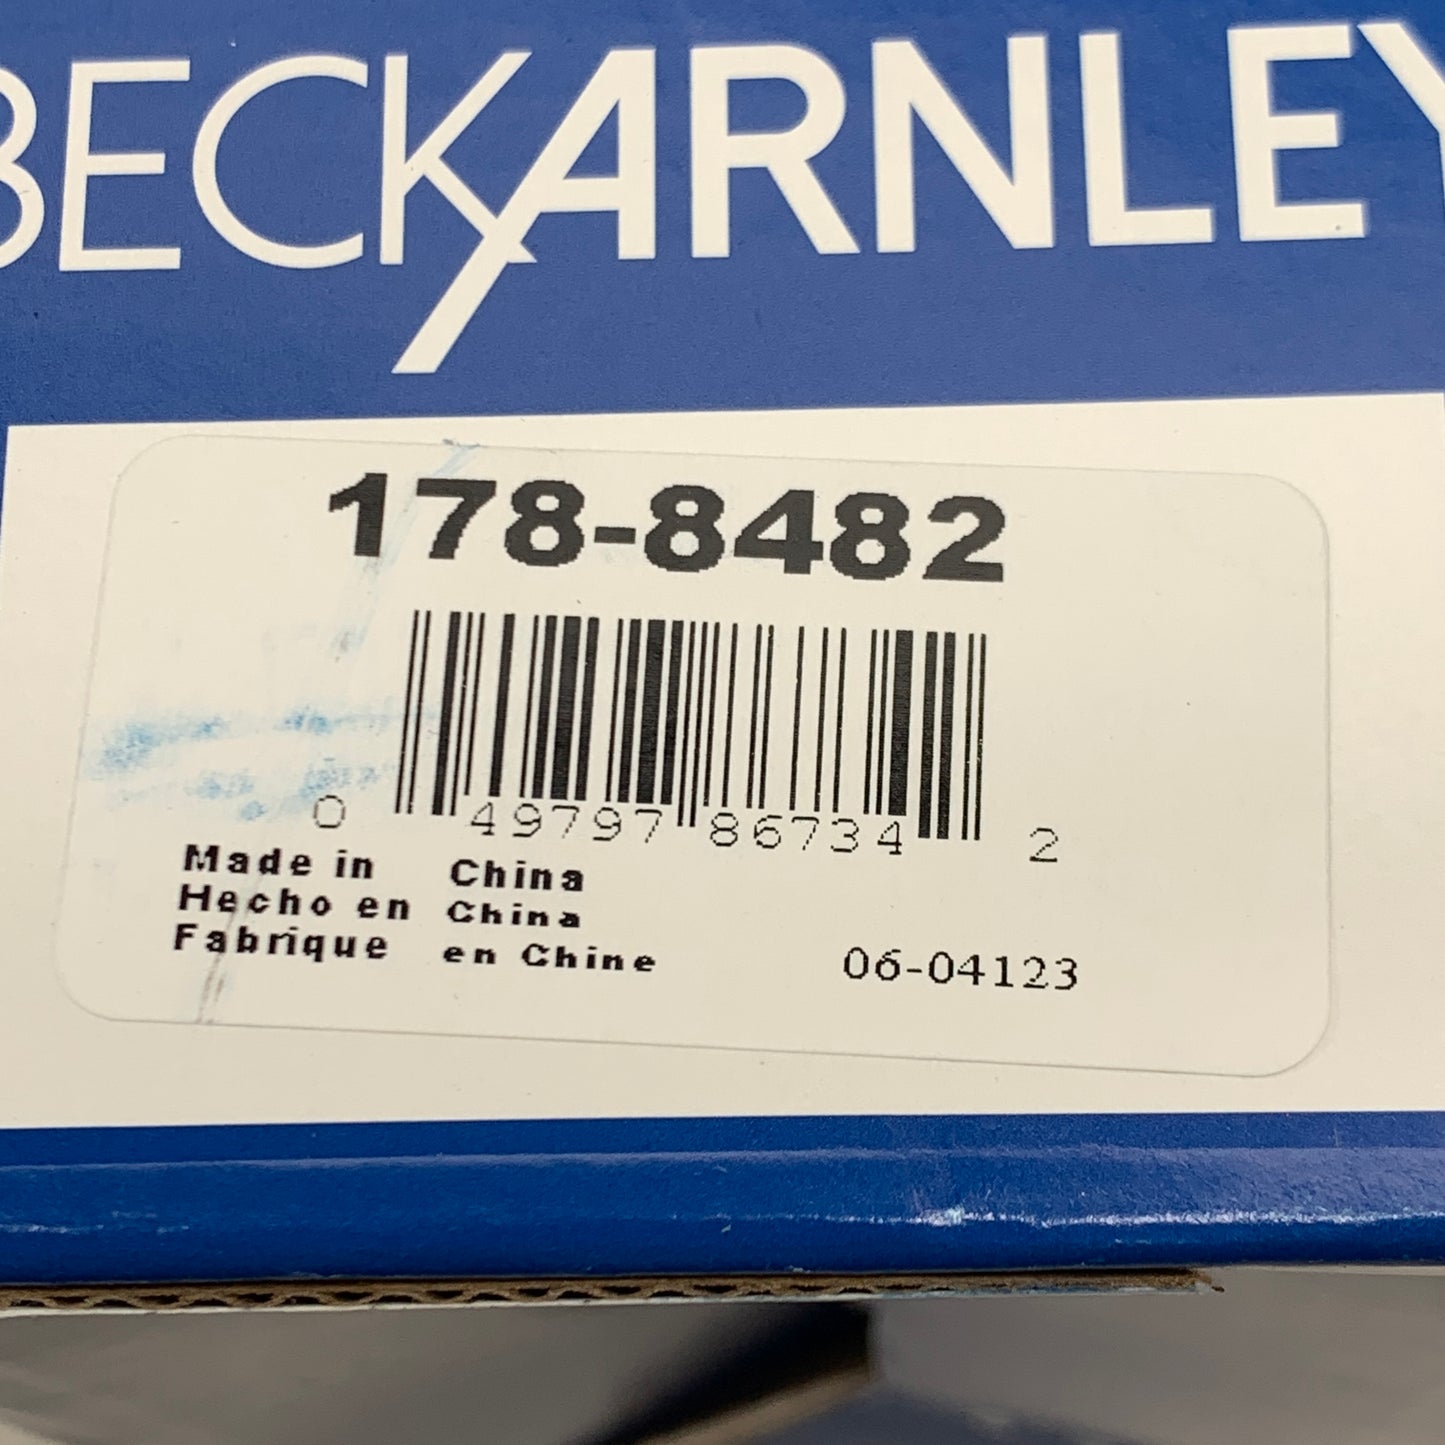 BECKARNLEY
178-8482
0 49797 86734 2
Made in China
Hecho en China
Fabrique en Chine
06-04123